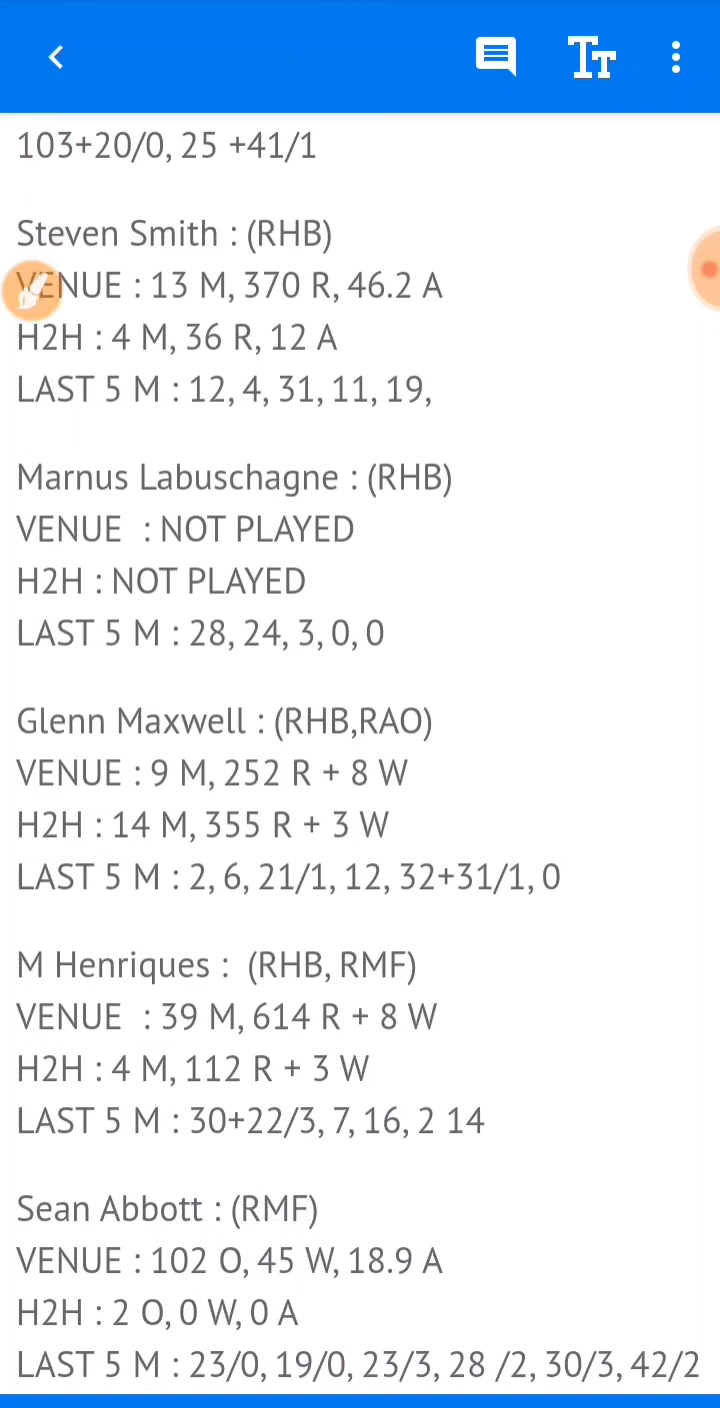 103+20/0, 25 +41/1
Steven Smith : (RHB)
VENUE : 13 M, 370 R, 46.2 A
H2H : 4 M, 36 R, 12 A
LAST 5 M : 12, 4, 31, 11, 19,
Marnus Labuschagne : (RHB)
VENUE  : NOT PLAYED
H2H : NOT PLAYED
LAST 5 M : 28, 24, 3, 0, 0
Glenn Maxwell : (RHB,RAO)
VENUE : 9 M, 252 R + 8 W
H2H : 14 M, 355 R + 3 W
LAST 5 M : 2, 6, 21/1, 12, 32+31/1, 0
M Henriques :  (RHB, RMF)
VENUE  : 39 M, 614 R + 8 W
H2H : 4 M, 112 R + 3 W
LAST 5 M : 30+22/3, 7, 16, 2 14
Sean Abbott : (RMF)
VENUE : 102 O, 45 W, 18.9 A
H2H : 2 O, 0 W, 0 A
LAST 5 M : 23/0, 19/0, 23/3, 28 /2, 30/3, 42/2